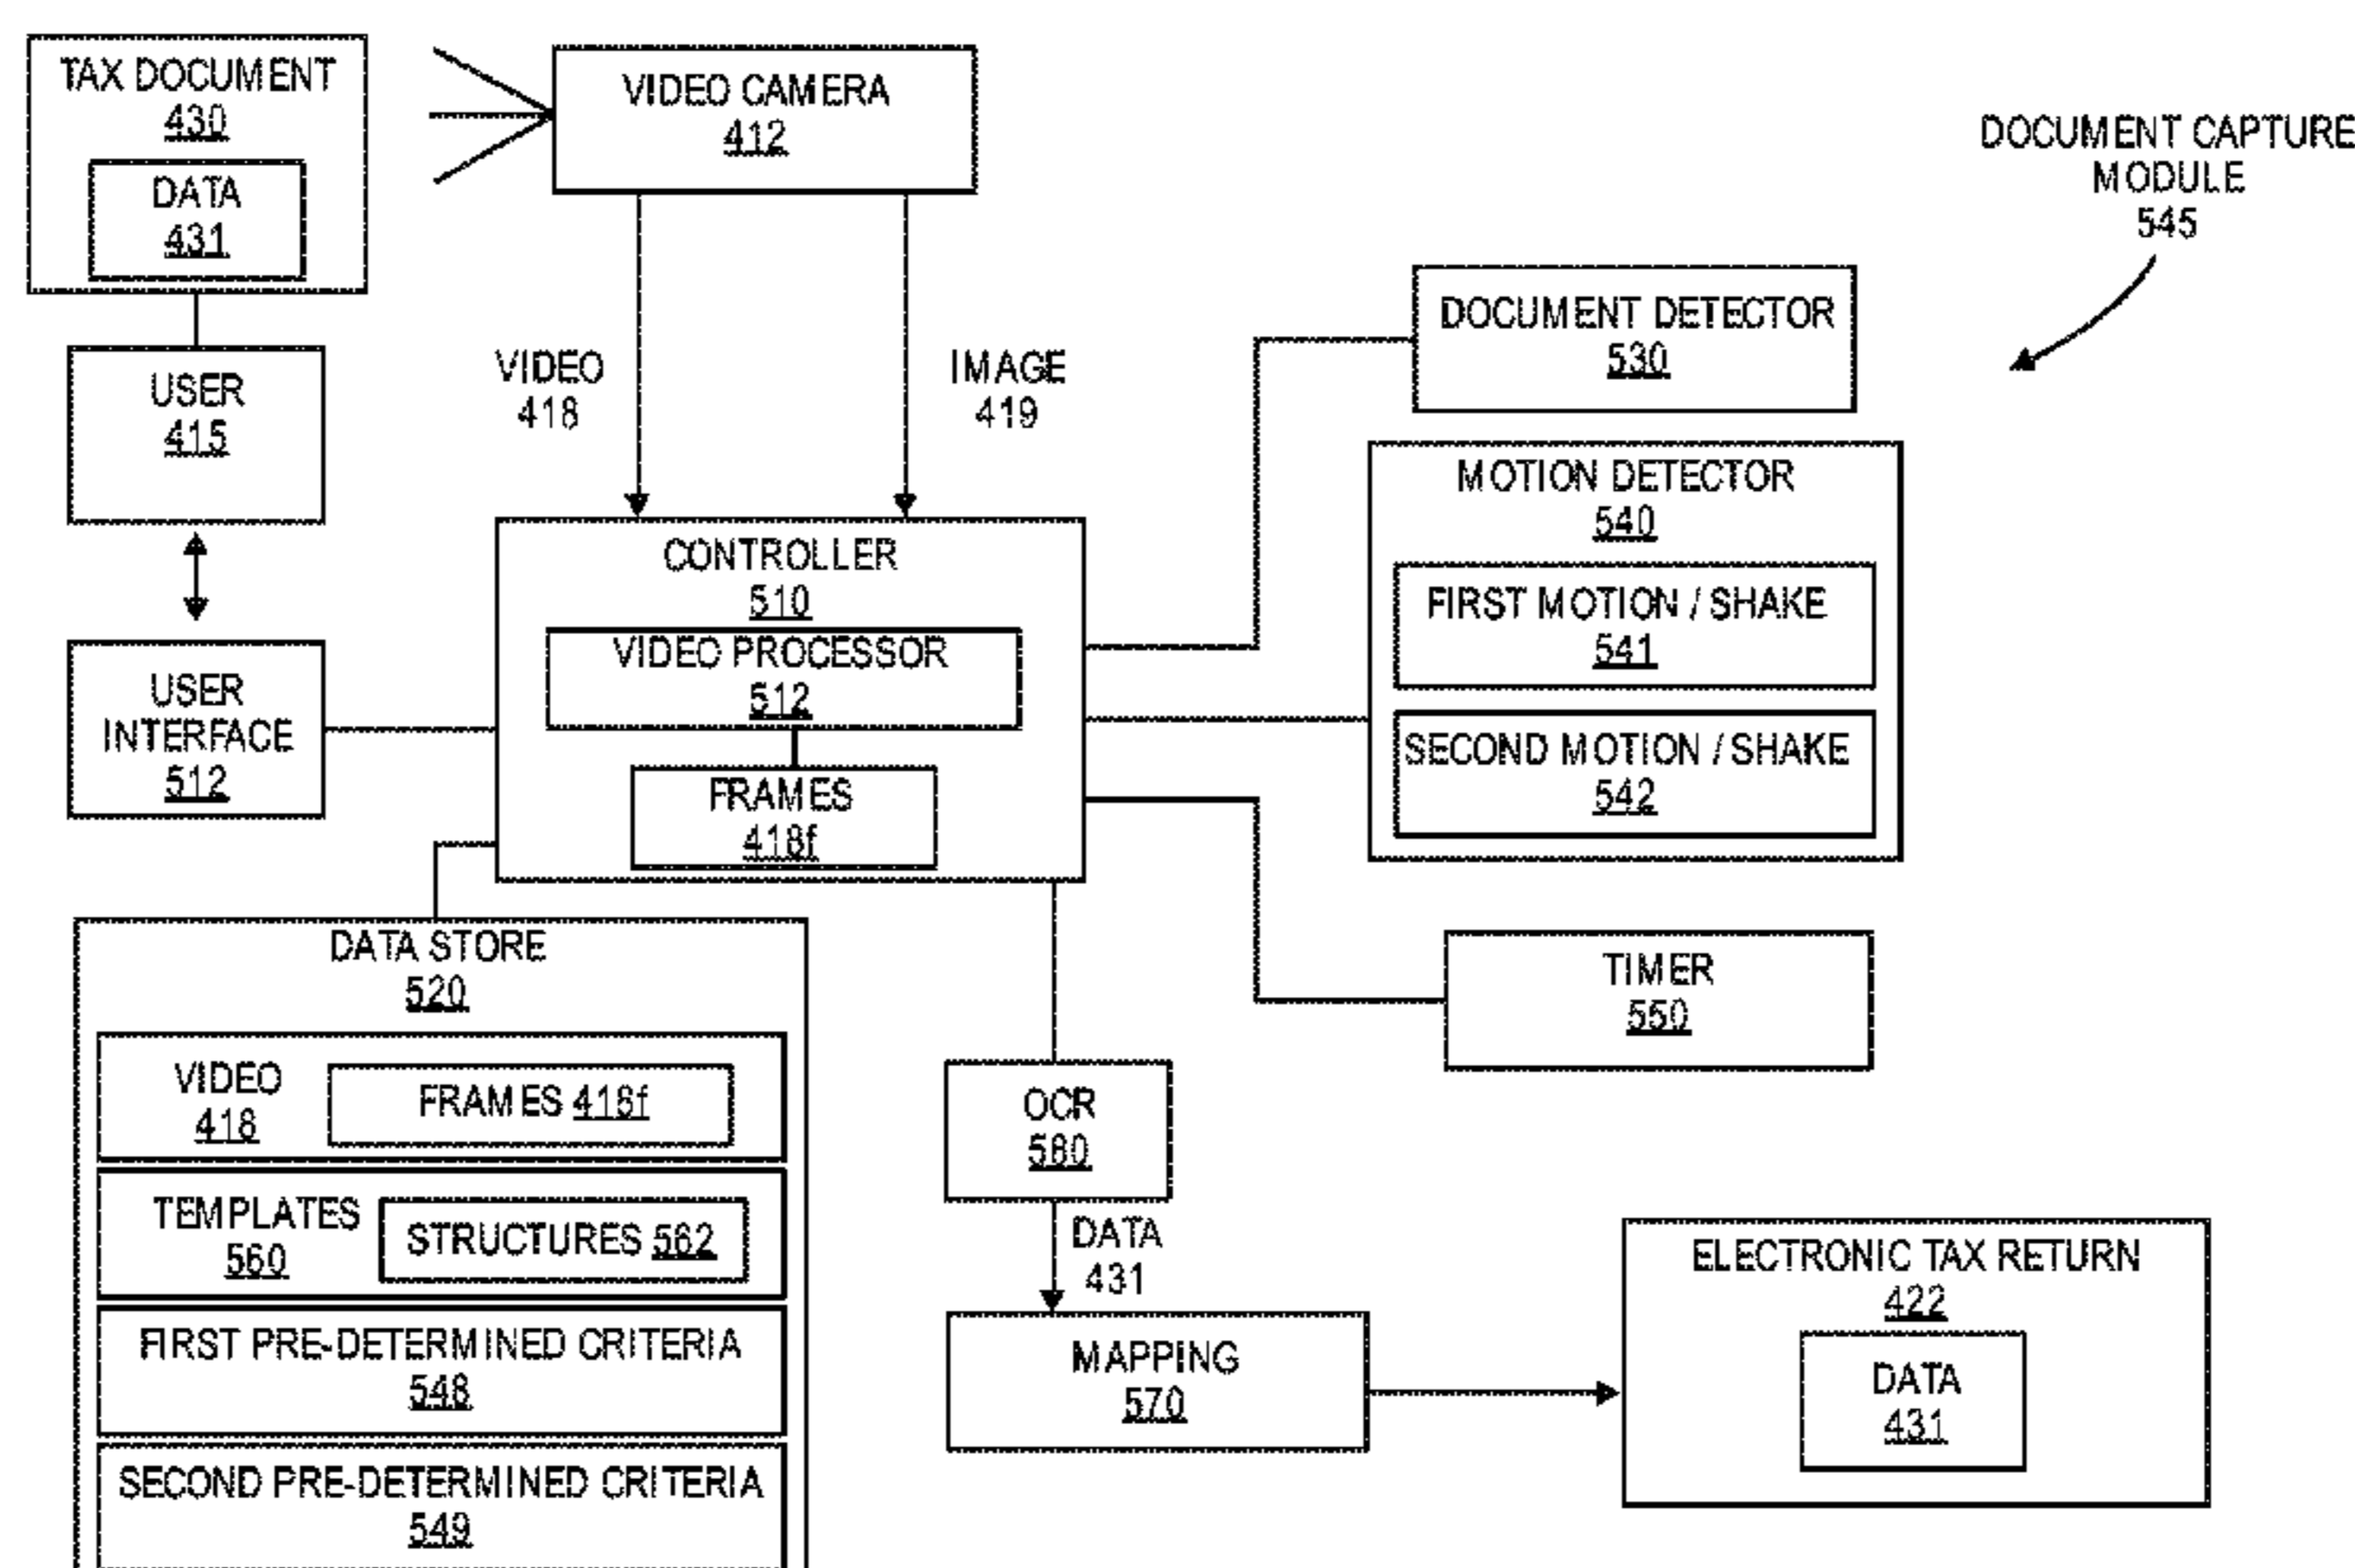 TAX DOCUMENT
430
DATA
431
VIDEO CAMERA
412
DOCUMENT CAPTURE
MODULE
545
USER
415
VIDEO
418
IMAGE
419
DOCUMENT DETECTOR
530
MOTION DETECTOR
540
FIRST MOTION / SHAKE
541
SECOND MOTION / SHAKE
542
CONTROLLER
510
VIDEO PROCESSOR
512
FRAMES
418f
USER
INTERFACE
512
DATA STORE
520
VIDEO
418
FRAMES 418f
TEMPLATES
560
STRUCTURES 562
FIRST PRE-DETERMINED CRITERIA
548
SECOND PRE-DETERMINED CRITERIA
549
TIMER
550
OCR
580
DATA
431
MAPPING
570
ELECTRONIC TAX RETURN
422
DATA
431